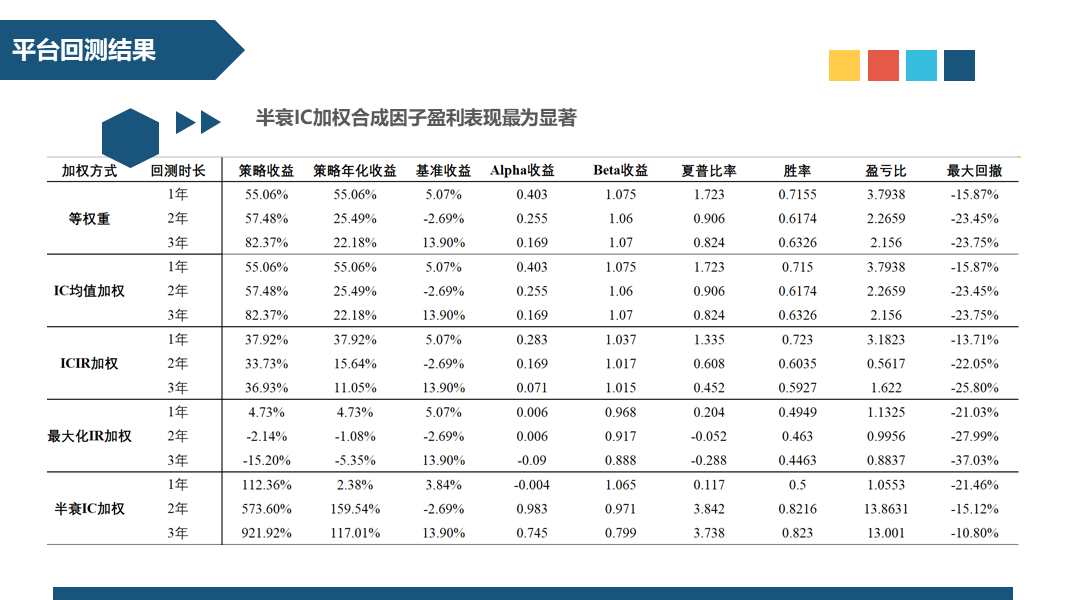 平台回测结果
半衰IC加权合成因子盈利表现最为显著
加权方式 回测时长 策略收益 策略年化收益 基准收益 Alpha收益 Beta收益 夏普比率 胜率 盈亏比 最大回撤
1年 55.06% 55.06% 5.07% 0.403 1.075 1.723 0.7155 3.7938 -15.87%
等权重 2年 57.48% 25.49% -2.69% 0.255 1.06 0.906 0.6174 2.2659 -23.45%
3年 82.37% 22.18% 13.90% 0.169 1.07 0.824 0.6326 2.156 -23.75%
1年 55.06% 55.06% 5.07% 0.403 1.075 1.723 0.715 3.7938 -15.87%
IC均值加权 2年 57.48% 25.49% -2.69% 0.255 1.06 0.906 0.6174 2.2659 -23.45%
3年 82.37% 22.18% 13.90% 0.169 1.07 0.824 0.6326 2.156 -23.75%
1年 37.92% 37.92% 5.07% 0.283 1.037 1.335 0.723 3.1823 -13.71%
ICIR加权 2年 33.73% 15.64% -2.69% 0.169 1.017 0.608 0.6035 0.5617 -22.05%
3年 36.93% 11.05% 13.90% 0.071 1.015 0.452 0.5927 1.622 -25.80%
1年 4.73% 4.73% 5.07% 0.006 0.968 0.204 0.4949 1.1325 -21.03%
最大化IR加权 2年 -2.14% -1.08% -2.69% 0.006 0.917 -0.052 0.463 0.9956 -27.99%
3年 -15.20% -5.35% 13.90% -0.09 0.888 -0.288 0.4463 0.8837 -37.03%
1年 112.36% 2.38% 3.84% -0.004 1.065 0.117 0.5 1.0553 -21.46%
半衰IC加权 2年 573.60% 159.54% -2.69% 0.983 0.971 3.842 0.8216 13.8631 -15.12%
3年 921.92% 117.01% 13.90% 0.745 0.799 3.738 0.823 13.001 -10.80%